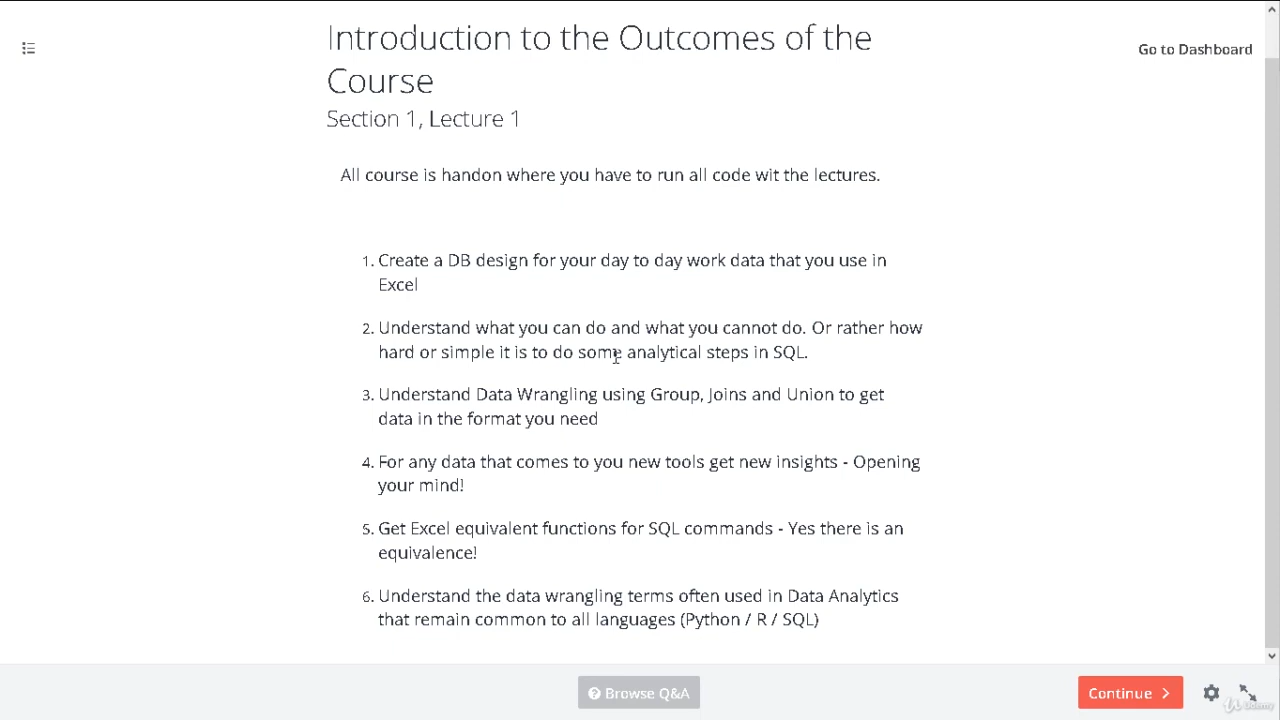 Introduction to the Outcomes of the
Course
Go to Dashboard
Section 1, Lecture 1
All course is handon where you have to run all code wit the lectures.
1. Create a DB design for your day to day work data that you use in
Excel
2. Understand what you can do and what you cannot do. Or rather how
hard or simple it is to do some analytical steps in SQL.
3. Understand Data Wrangling using Group, Joins and Union to get
data in the format you need
4. For any data that comes to you new tools get new insights - Opening
your mind!
5. Get Excel equivalent functions for SQL commands - Yes there is an
equivalence!
6. Understand the data wrangling terms often used in Data Analytics
that remain common to all languages (Python / R / SQL)
? Browse Q&A
Continue >
Udemy